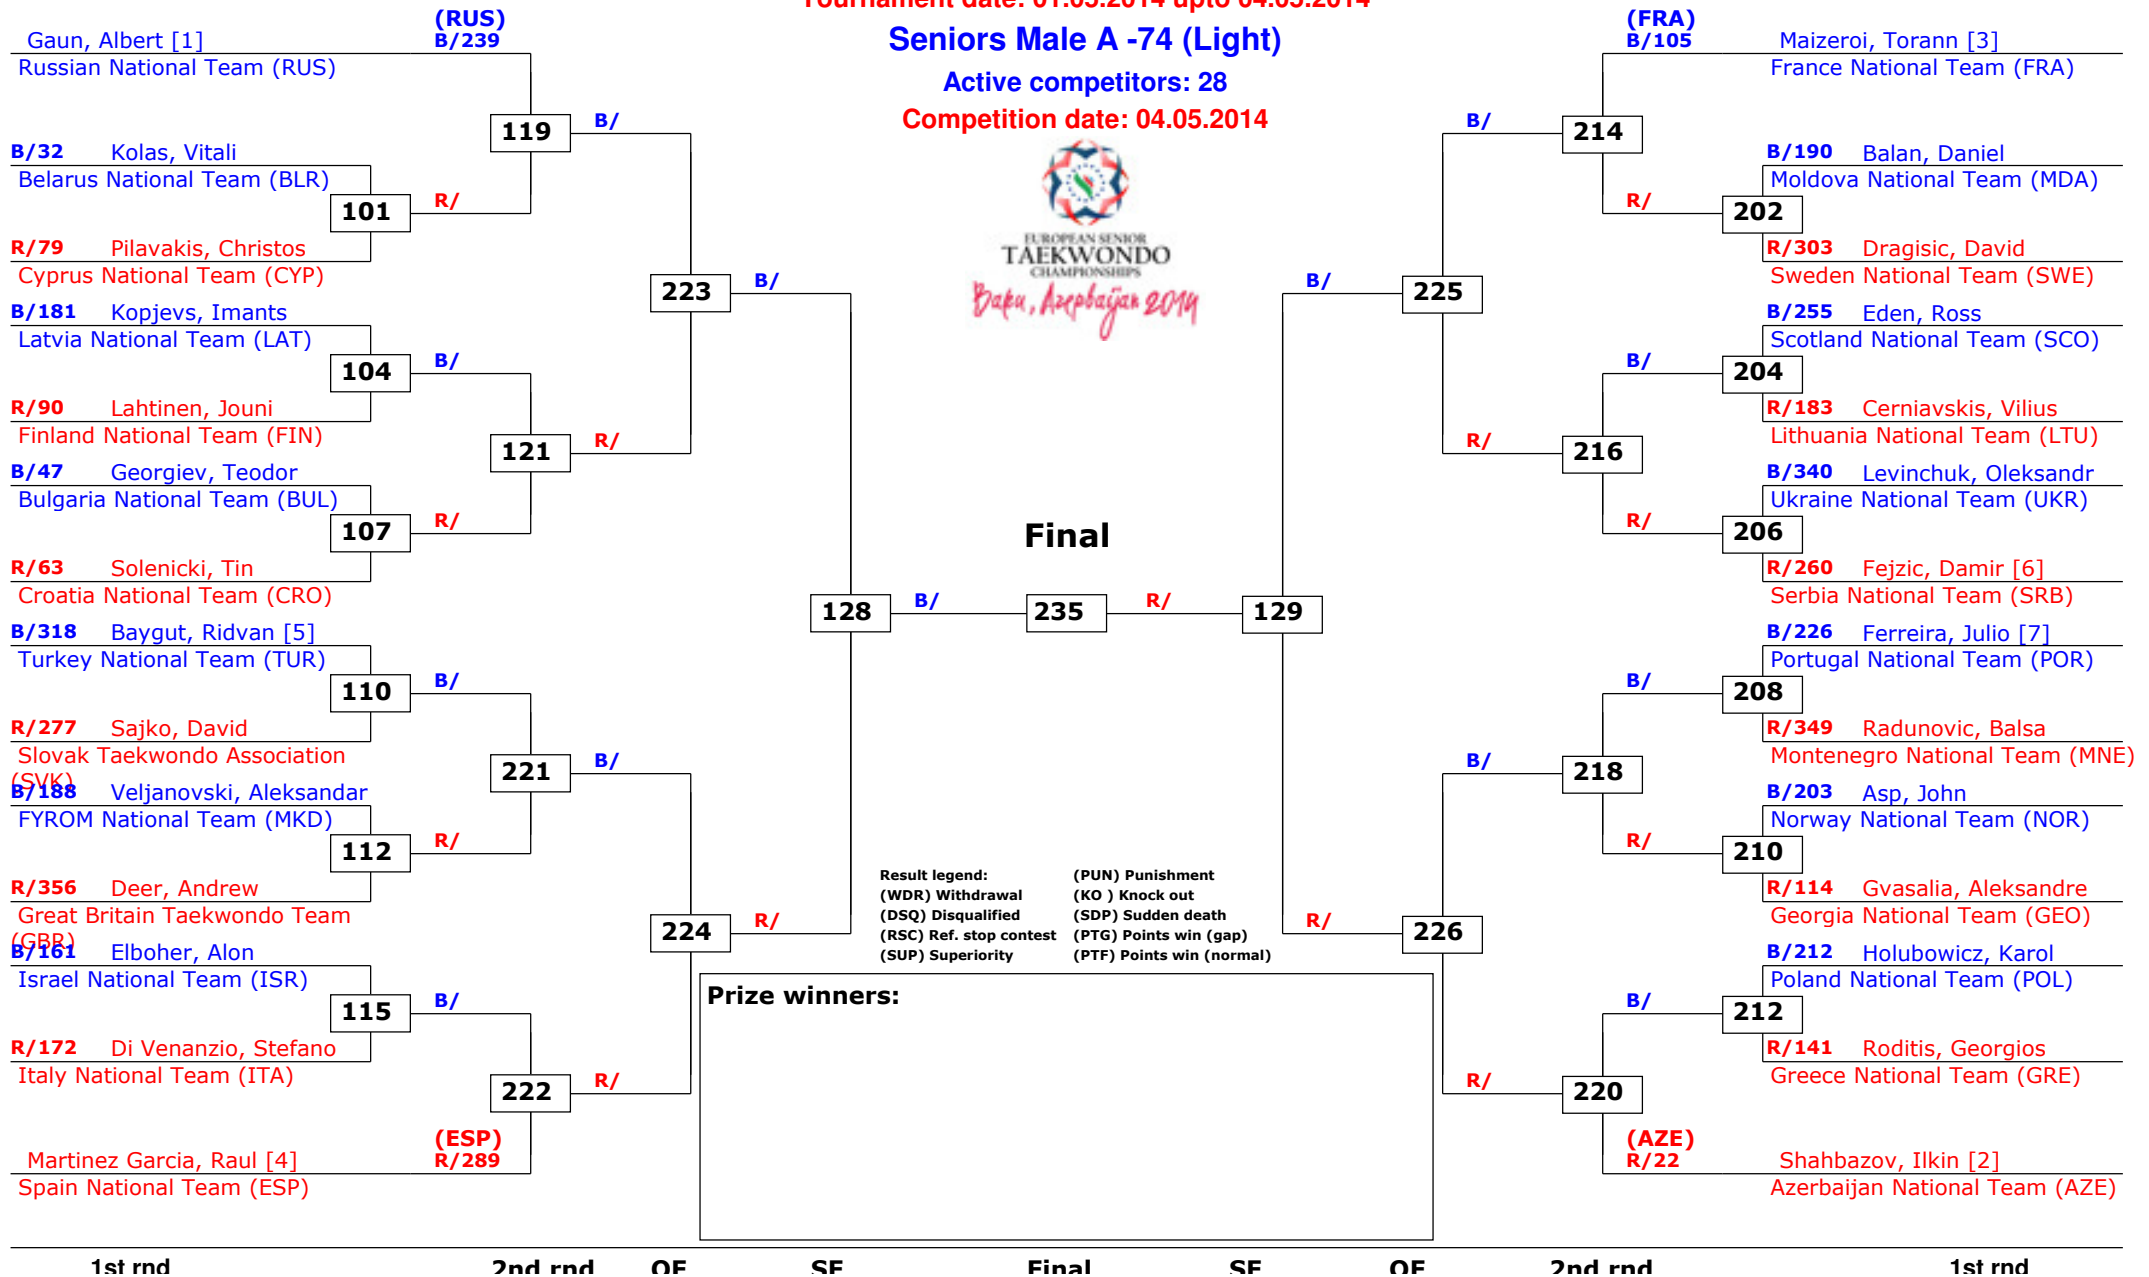 Tournament date: 01.05.2014 upto 04.05.2014
Seniors Male A -74 (Light)
Active competitors: 28
Competition date: 04.05.2014
EUROPEAN SENIOR
TAEKWONDO
CHAMPIONSHIPS
Baku, Azerbaijan 2014
(RUS)
Gaun, Albert [1] B/239
Russian National Team (RUS)
119 B/
B/32 Kolas, Vitali
Belarus National Team (BLR)
101 R/
R/79 Pilavakis, Christos
Cyprus National Team (CYP)
223 B/
B/181 Kopjevs, Imants
Latvia National Team (LAT)
104 B/
R/90 Lahtinen, Jouni
Finland National Team (FIN)
121 R/
B/47 Georgiev, Teodor
Bulgaria National Team (BUL)
107 R/
R/63 Solenicki, Tin
Croatia National Team (CRO)
128 B/
B/318 Baygut, Ridvan [5]
Turkey National Team (TUR)
110 B/
R/277 Sajko, David
Slovak Taekwondo Association
(SVK)
221 B/
B/188 Veljanovski, Aleksandar
FYROM National Team (MKD)
112 R/
R/356 Deer, Andrew
Great Britain Taekwondo Team
(GBR)
224 R/
B/161 Elboher, Alon
Israel National Team (ISR)
115 B/
R/172 Di Venanzio, Stefano
Italy National Team (ITA)
222 R/
(ESP)
Martinez Garcia, Raul [4] R/289
Spain National Team (ESP)
Final
235
(FRA)
B/105 Maizeroi, Torann [3]
France National Team (FRA)
B/ 214
B/190 Balan, Daniel
Moldova National Team (MDA)
R/ 202
R/303 Dragisic, David
Sweden National Team (SWE)
B/ 225
B/255 Eden, Ross
Scotland National Team (SCO)
B/ 204
R/183 Cerniavskis, Vilius
Lithuania National Team (LTU)
R/ 216
B/340 Levinchuk, Oleksandr
Ukraine National Team (UKR)
R/ 206
R/260 Fejzic, Damir [6]
Serbia National Team (SRB)
R/ 129
B/226 Ferreira, Julio [7]
Portugal National Team (POR)
B/ 208
R/349 Radunovic, Balsa
Montenegro National Team (MNE)
B/ 218
B/203 Asp, John
Norway National Team (NOR)
R/ 210
R/114 Gvasalia, Aleksandre
Georgia National Team (GEO)
R/ 226
B/212 Holubowicz, Karol
Poland National Team (POL)
B/ 212
R/141 Roditis, Georgios
Greece National Team (GRE)
R/ 220
(AZE)
R/22 Shahbazov, Ilkin [2]
Azerbaijan National Team (AZE)
Result legend: (PUN) Punishment
(WDR) Withdrawal (KO ) Knock out
(DSQ) Disqualified (SDP) Sudden death
(RSC) Ref. stop contest (PTG) Points win (gap)
(SUP) Superiority (PTF) Points win (normal)
Prize winners:
1st rnd 2nd rnd QF SF Final SF QF 2nd rnd 1st rnd